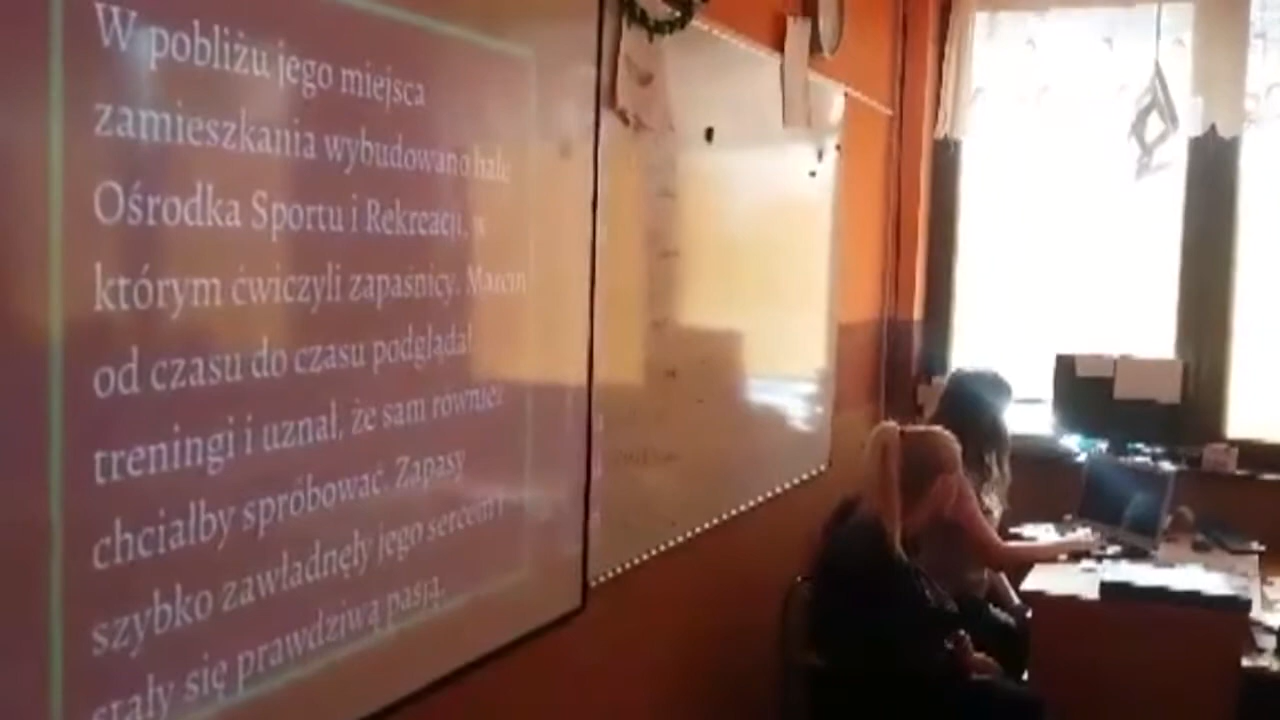 W pobliżu jego miejsca
zamieszkania wybudowano halę
Ośrodka Sportu i Rekreacji, w
którym ćwiczyli zapaśnicy. Marcin
od czasu do czasu podglądał
treningi i uznał, że sam również
chciałby spróbować. Zapasy
szybko zawładnęły jego sercem i
stały się prawdziwą pasją.